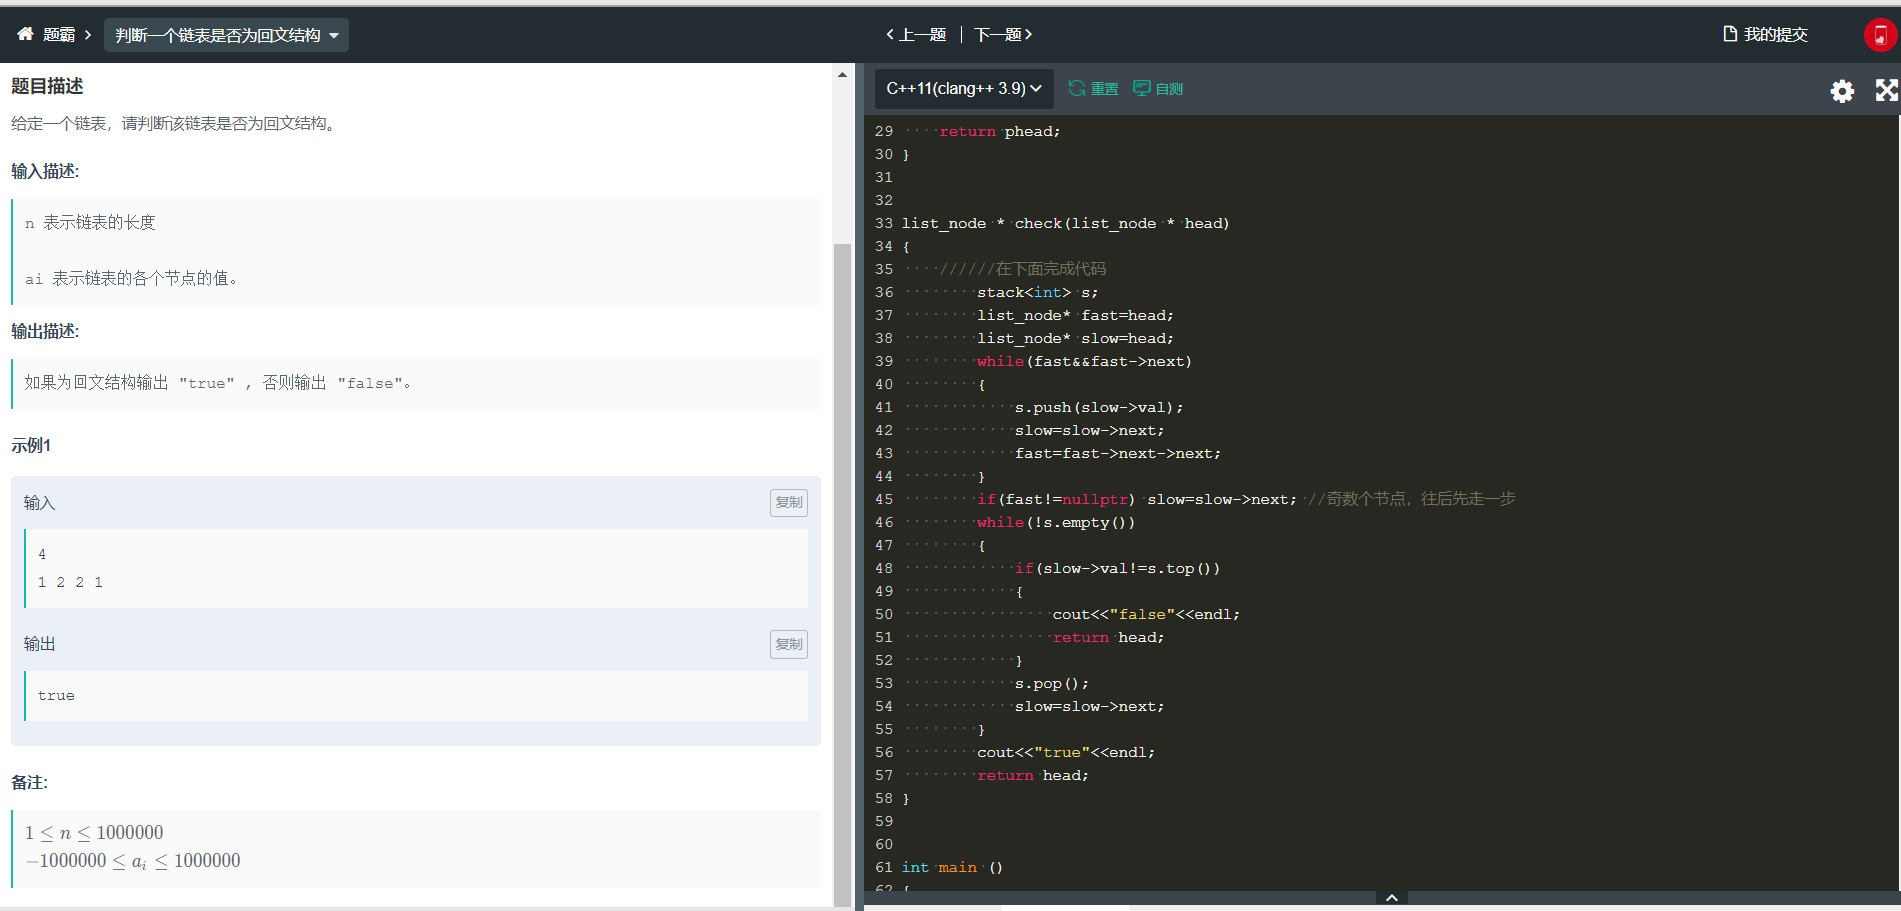 题霸
判断一个链表是否为回文结构
上一题
下一题
我的提交
题目描述
给定一个链表，请判断该链表是否为回文结构。
输入描述:
n 表示链表的长度
ai 表示链表的各个节点的值。
输出描述:
如果为回文结构输出 "true" , 否则输出 "false"。
示例1
输入
复制
4
1 2 2 1
输出
复制
true
备注:
1 ≤ n ≤ 1000000
−1000000 ≤ aᵢ ≤ 1000000
C++11(clang++ 3.9)
重置
自测
29     return phead;
30 }
31
32
33 list_node * check(list_node * head)
34 {
35     //////在下面完成代码
36         stack<int> s;
37         list_node* fast=head;
38         list_node* slow=head;
39         while(fast&&fast->next)
40         {
41             s.push(slow->val);
42             slow=slow->next;
43             fast=fast->next->next;
44         }
45         if(fast!=nullptr) slow=slow->next; //奇数个节点，往后先走一步
46         while(!s.empty())
47         {
48             if(slow->val!=s.top())
49             {
50                 cout<<"false"<<endl;
51                 return head;
52             }
53             s.pop();
54             slow=slow->next;
55         }
56         cout<<"true"<<endl;
57         return head;
58 }
59
60
61 int main ()
62 {